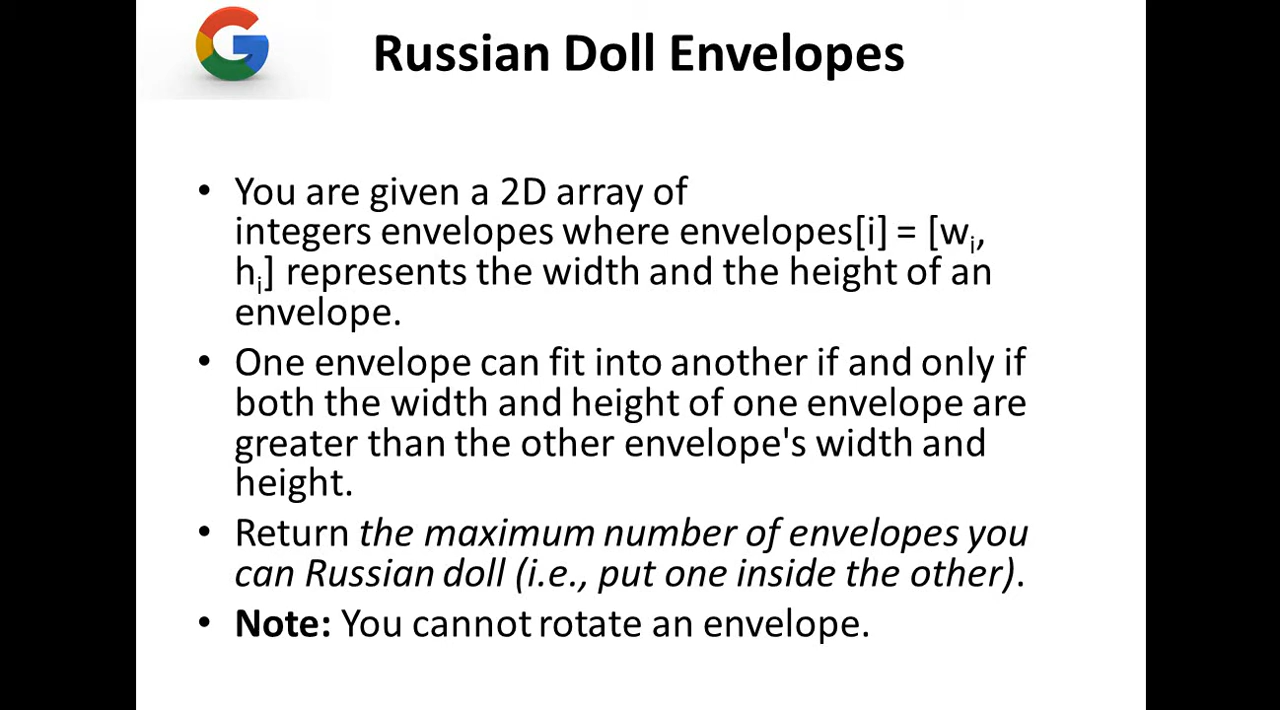 Russian Doll Envelopes
• You are given a 2D array of
integers envelopes where envelopes[i] = [wᵢ,
hᵢ] represents the width and the height of an
envelope.
• One envelope can fit into another if and only if
both the width and height of one envelope are
greater than the other envelope's width and
height.
• Return the maximum number of envelopes you
can Russian doll (i.e., put one inside the other).
• Note: You cannot rotate an envelope.